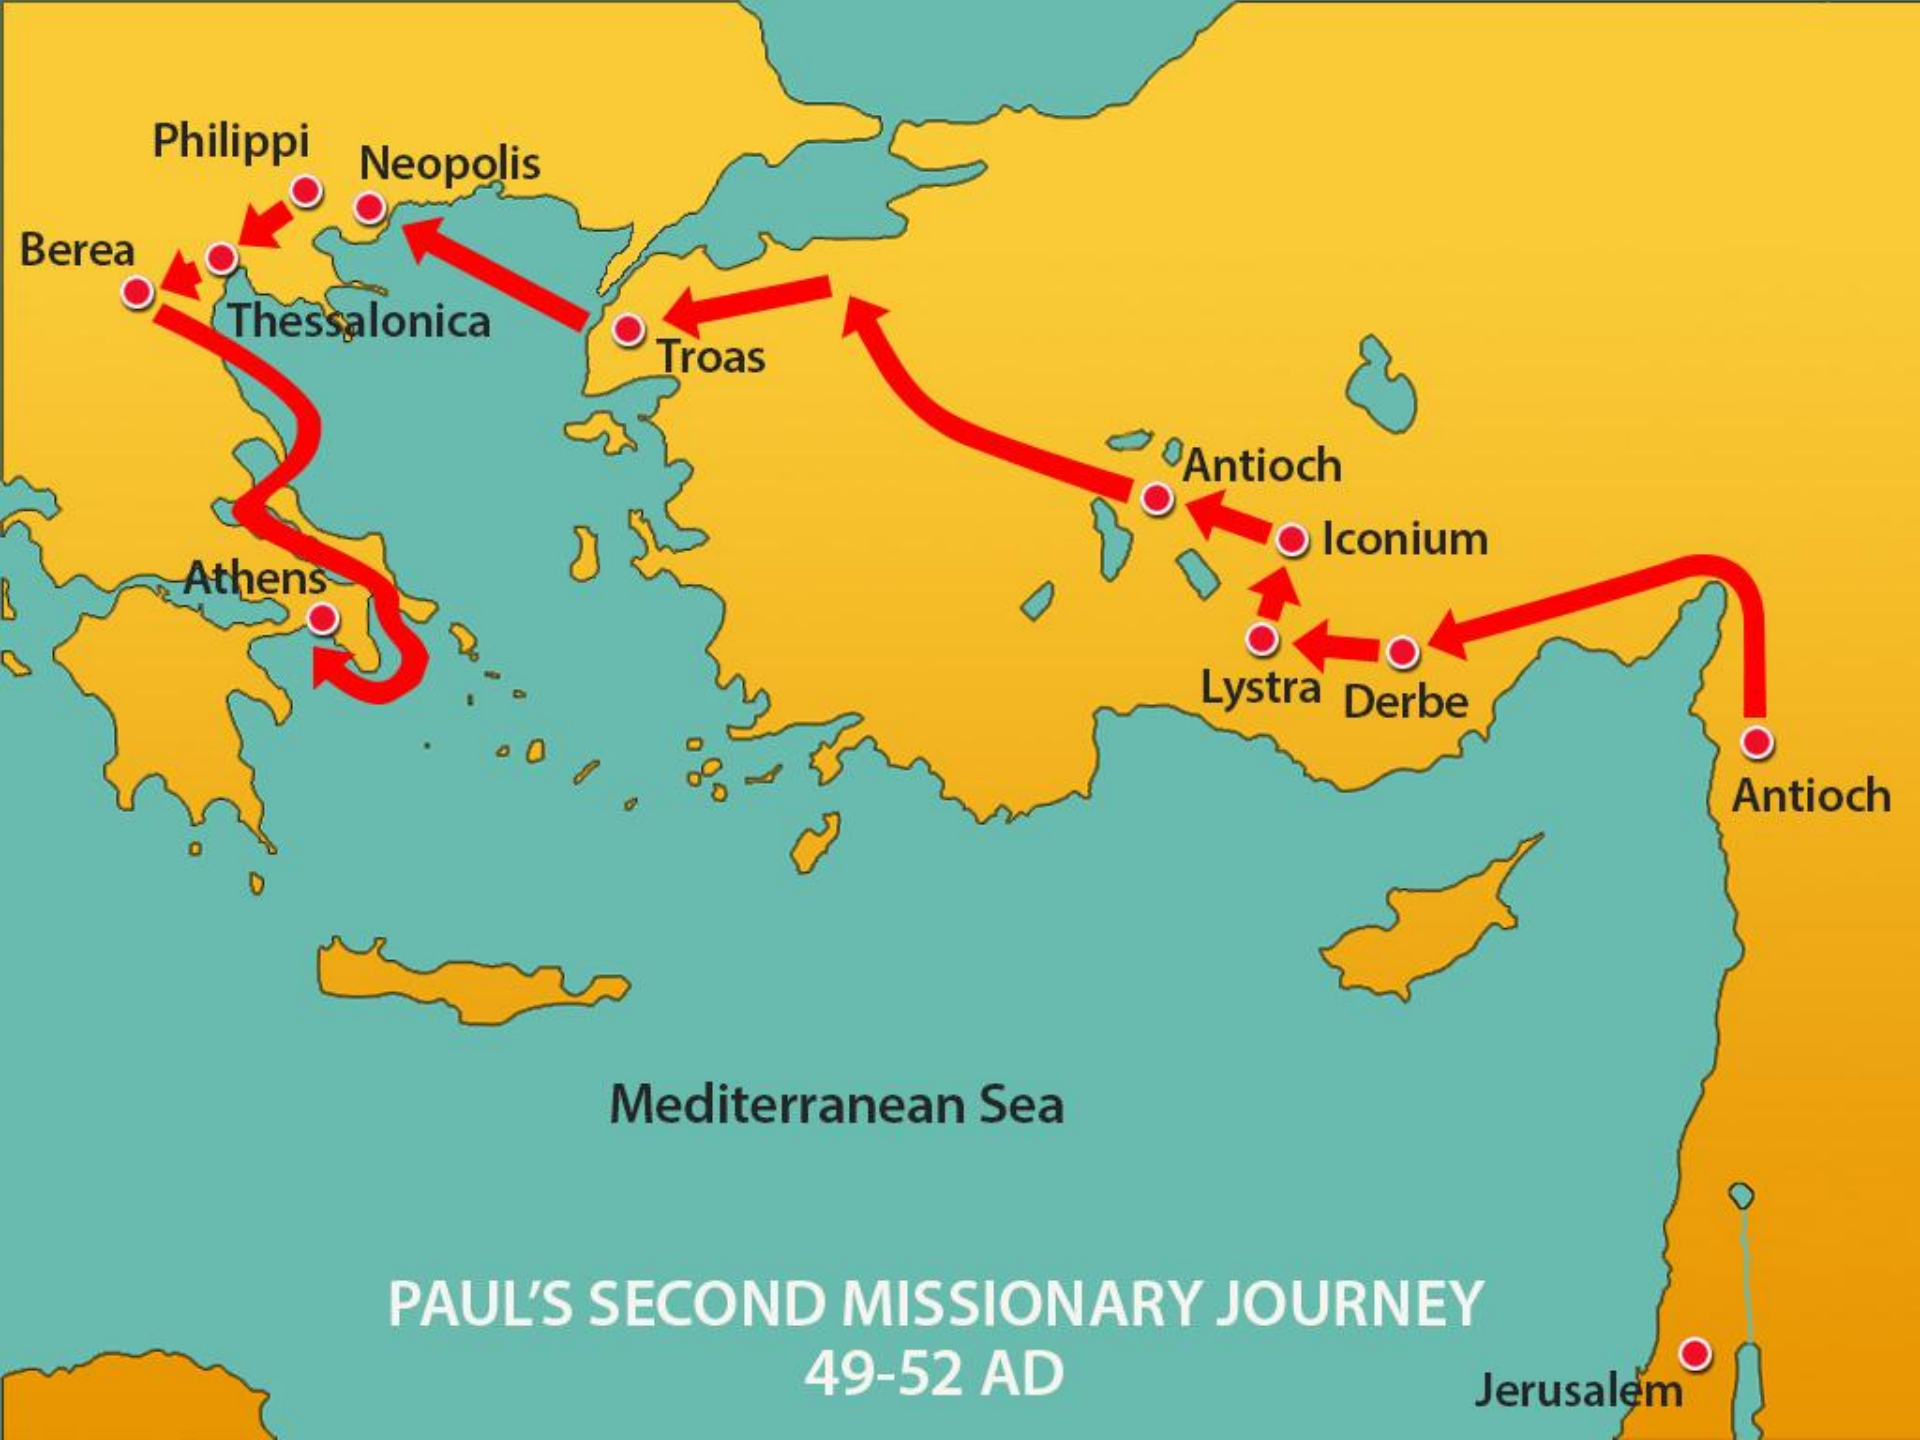 Philippi
Neopolis
Berea
Thessalonica
Troas
Antioch
Iconium
Athens
Lystra
Derbe
Antioch
Mediterranean Sea
PAUL'S SECOND MISSIONARY JOURNEY
49-52 AD
Jerusalem